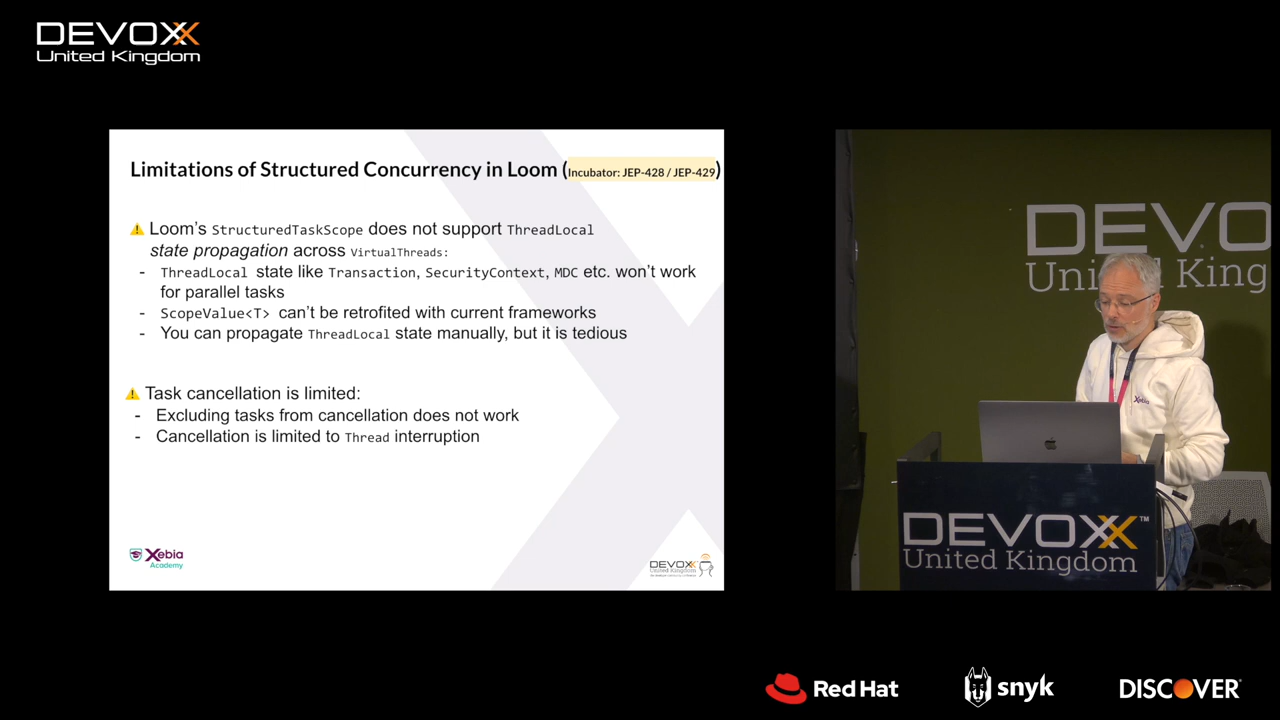 DEVOXX
United Kingdom
Limitations of Structured Concurrency in Loom (Incubator: JEP-428 / JEP-429)
⚠ Loom's StructuredTaskScope does not support ThreadLocal
state propagation across VirtualThreads:
- ThreadLocal state like Transaction, SecurityContext, MDC etc. won't work
for parallel tasks
- ScopeValue<T> can't be retrofited with current frameworks
- You can propagate ThreadLocal state manually, but it is tedious
⚠ Task cancellation is limited:
- Excluding tasks from cancellation does not work
- Cancellation is limited to Thread interruption
Xebia
Academy
DEVOXX
United Kingdom
DEVO
United King
Xebia
DEVOXX™
United Kingdom
Red Hat
snyk
DISCOVER